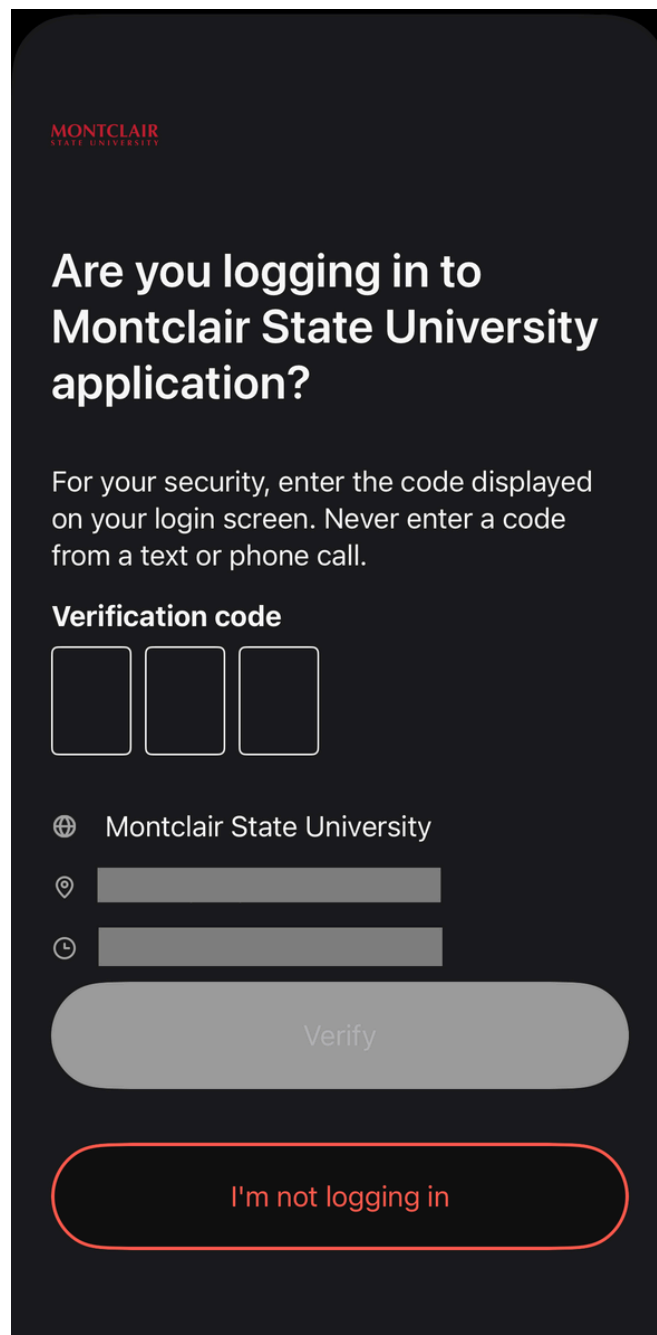 MONTCLAIR
STATE UNIVERSITY
Are you logging in to
Montclair State University
application?
For your security, enter the code displayed
on your login screen. Never enter a code
from a text or phone call.
Verification code
Montclair State University
Verify
I'm not logging in